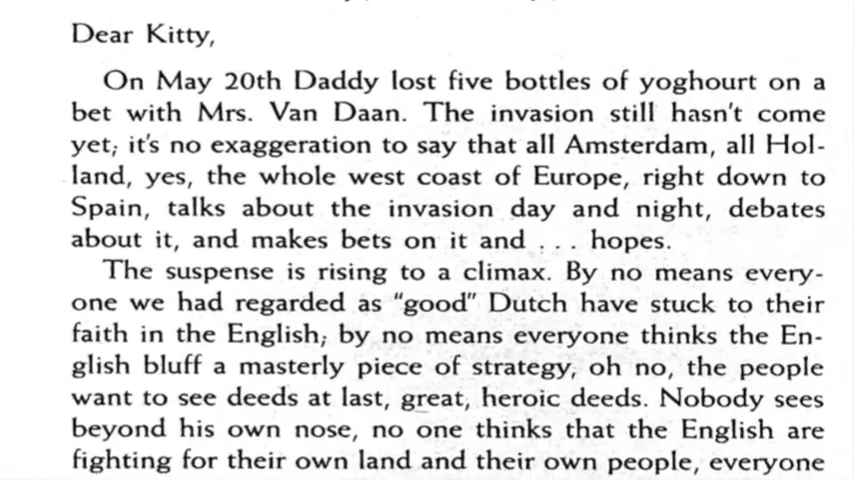 Dear Kitty,
On May 20th Daddy lost five bottles of yoghourt on a
bet with Mrs. Van Daan. The invasion still hasn't come
yet; it's no exaggeration to say that all Amsterdam, all Hol-
land, yes, the whole west coast of Europe, right down to
Spain, talks about the invasion day and night, debates
about it, and makes bets on it and . . . hopes.
The suspense is rising to a climax. By no means every-
one we had regarded as "good" Dutch have stuck to their
faith in the English; by no means everyone thinks the En-
glish bluff a masterly piece of strategy, oh no, the people
want to see deeds at last, great, heroic deeds. Nobody sees
beyond his own nose, no one thinks that the English are
fighting for their own land and their own people, everyone